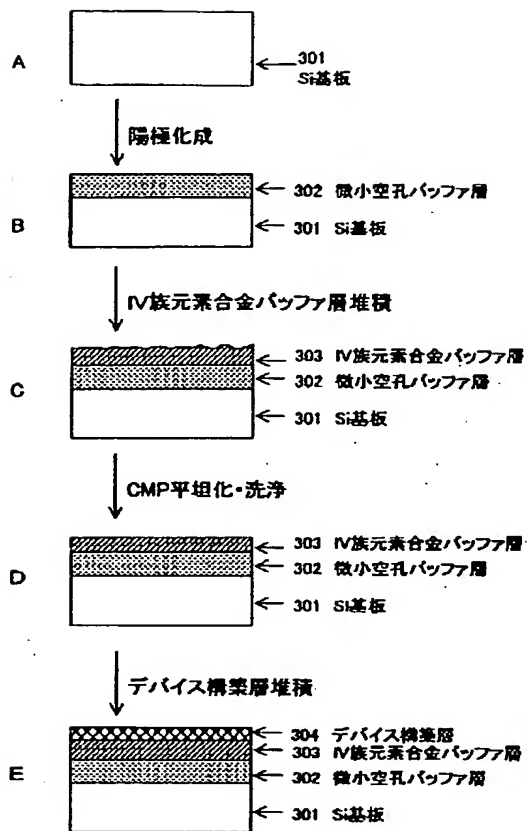 A
301
Si基板
陽極化成
302 微小空孔バッファ層
B
301 Si基板
IV族元素合金バッファ層堆積
303 IV族元素合金バッファ層
302 微小空孔バッファ層
C
301 Si基板
CMP平坦化・洗浄
303 IV族元素合金バッファ層
302 微小空孔バッファ層
D
301 Si基板
デバイス構築層堆積
304 デバイス構築層
303 IV族元素合金バッファ層
E
302 微小空孔バッファ層
301 Si基板